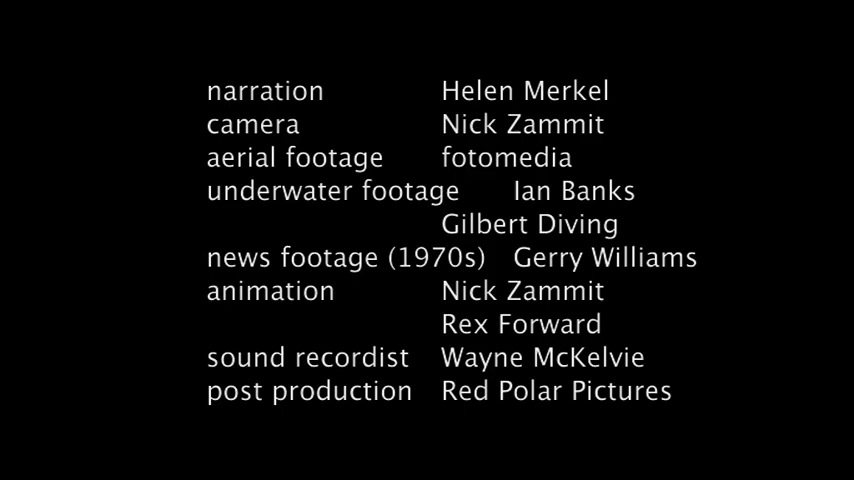 narration Helen Merkel
camera Nick Zammit
aerial footage fotomedia
underwater footage Ian Banks
Gilbert Diving
news footage (1970s) Gerry Williams
animation Nick Zammit
Rex Forward
sound recordist Wayne McKelvie
post production Red Polar Pictures